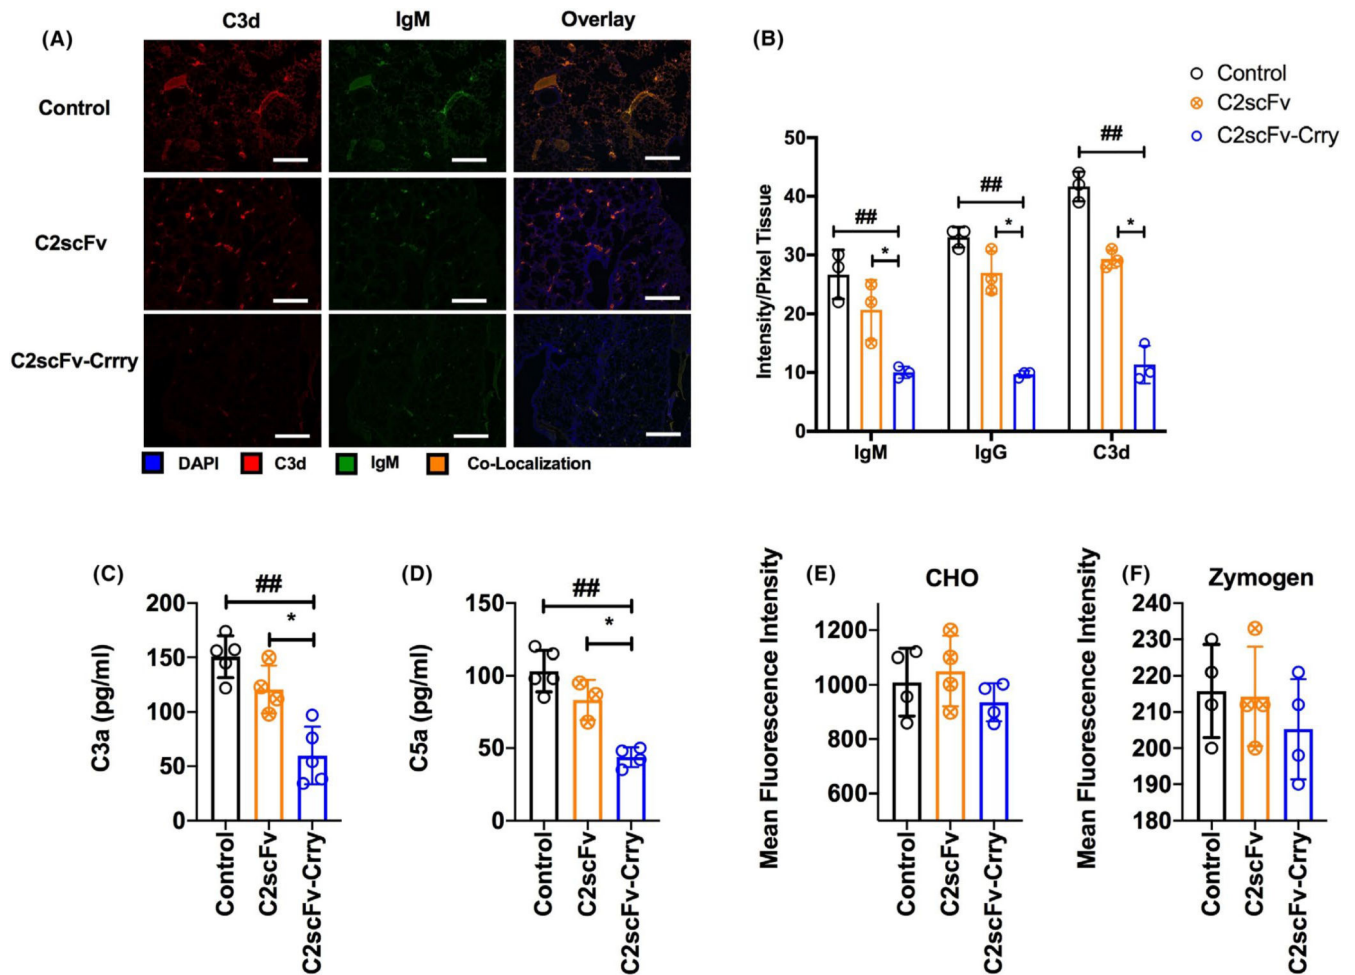 (A)
C3d IgM Overlay
Control
C2scFv
C2scFv-Crrry
DAPI C3d IgM Co-Localization
(B)
Control
C2scFv
C2scFv-Crry
Intensity/Pixel Tissue
50
40
30
20
10
0
##
*
##
*
##
*
IgM IgG C3d
(C)
C3a (pg/ml)
200
150
100
50
0
##
*
Control
C2scFv
C2scFv-Crry
(D)
C5a (pg/ml)
150
100
50
0
##
*
Control
C2scFv
C2scFv-Crry
(E)
CHO
Mean Fluorescence Intensity
1200
1000
800
600
Control
C2scFv
C2scFv-Crry
(F)
Zymogen
Mean Fluorescence Intensity
240
230
220
210
200
190
180
Control
C2scFv
C2scFv-Crry